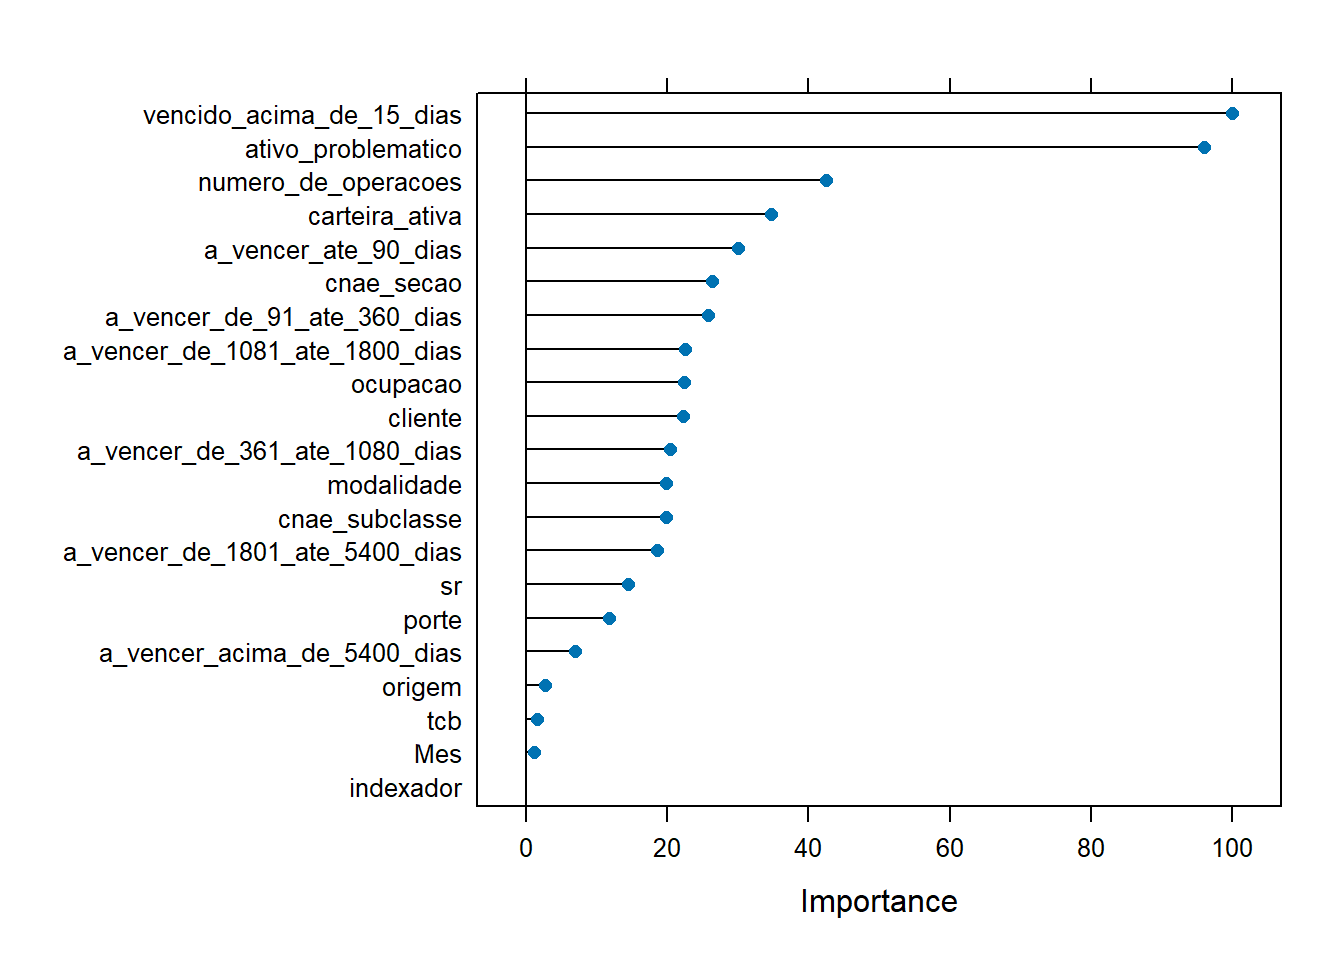 vencido_acima_de_15_dias
ativo_problematico
numero_de_operacoes
carteira_ativa
a_vencer_ate_90_dias
cnae_secao
a_vencer_de_91_ate_360_dias
a_vencer_de_1081_ate_1800_dias
ocupacao
cliente
a_vencer_de_361_ate_1080_dias
modalidade
cnae_subclasse
a_vencer_de_1801_ate_5400_dias
sr
porte
a_vencer_acima_de_5400_dias
origem
tcb
Mes
indexador
0 20 40 60 80 100
Importance